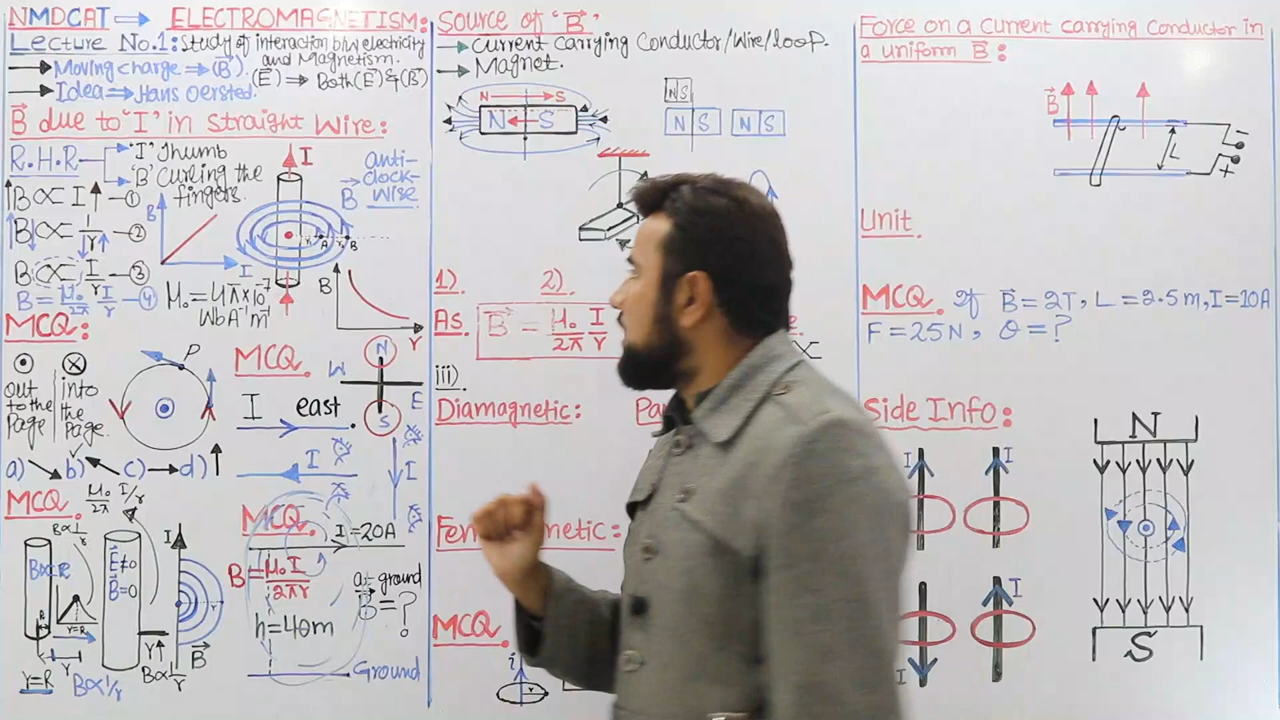 NMDCAT ⇒ ELECTROMAGNETISM:
Lecture No.1: Study of interaction b/w electricity and Magnetism.
→ Moving charge ⇒ (B⃗). (E⃗) ⇒ Both (E⃗) & (B⃗)
→ Idea ⇒ Hans Oersted.
B⃗ due to "I" in Straight Wire:
R.H.R
'I' Thumb
'B' Curling the fingers.
B ∝ I —①
B ∝ 1/r —②
B ∝ I/r —③
B = μ₀/2π I/r —④
μ₀ = 4π×10⁻⁷ WbA⁻¹m⁻¹
B
I
I
anti-clock-wise
B⃗
A
B
B
r
MCQ:
out to the page
into the page
P
a)
b) ✓
c)
d)
MCQ.
I east.
I
N
W
E
S
I
MCQ.
μ₀/2π I/r
B∝1/r
B∝R
R
r=R
r
r=R
B∝1/r
E⃗≠0
B⃗=0
r↑
B∝1/r
I
B⃗
MCQ.
I=20A
B = μ₀I/2πr
h=40m
at ground
B⃗=?
Ground
Source of "B⃗".
→ Current carrying Conductor/Wire/loop.
→ Magnet.
N → S
N S
N S
N S
N S
1).
2)
As.
B⃗ = μ₀/2π I/r
iii)
Diamagnetic:
MCQ.
i
r
Force on a Current carrying Conductor in a uniform B⃗:
B⃗
L
−
+
Unit.
MCQ. If B⃗=2T, L=2.5m, I=10A
F=25N, θ=?
Side Info:
I
I
I
I
N
S